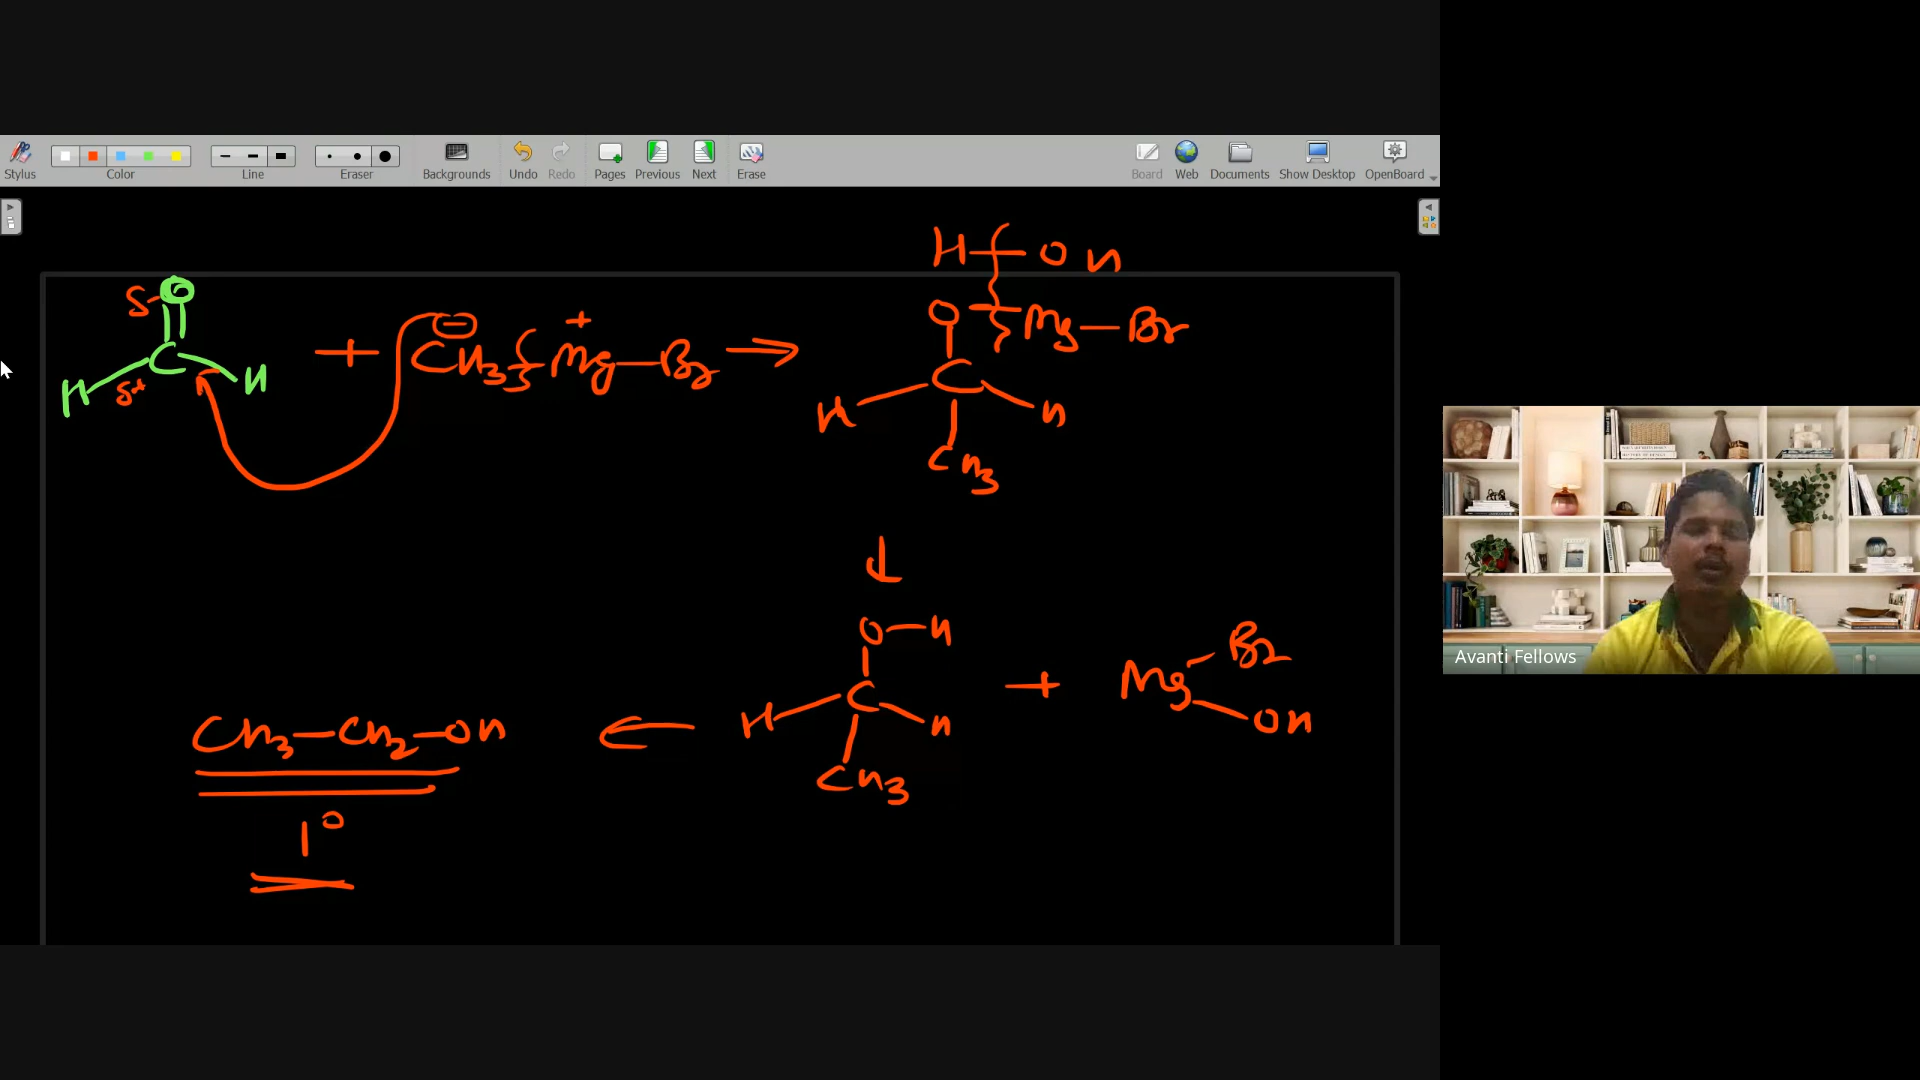 Stylus Color Line Eraser Backgrounds Undo Redo Pages Previous Next Erase Board Web Documents Show Desktop OpenBoard
H—OH
O—Mg—Br
δ- O
C
H δ+ H
+
⊖ +
CH3 Mg—Br →
C
H H
CH3
↓
O—H
C
H H
CH3
+
Mg
Br
OH
←
CH3—CH2—OH
1°
Avanti Fellows